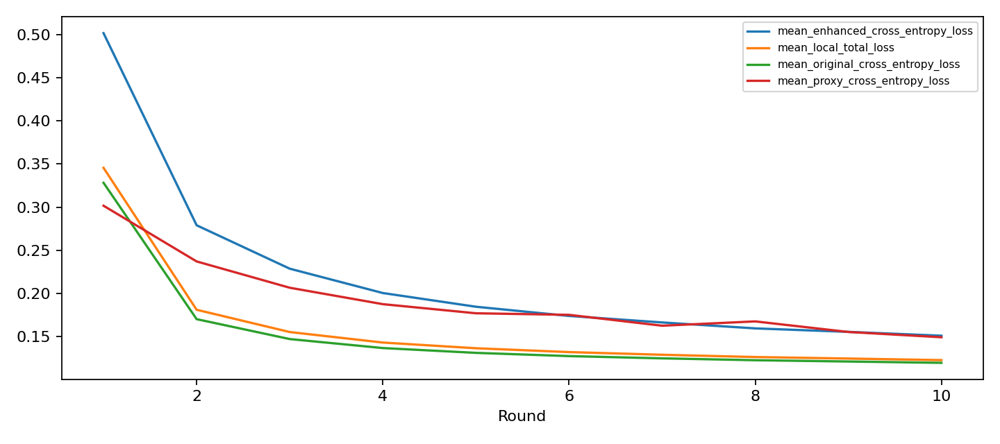 0.50
0.45
0.40
0.35
0.30
0.25
0.20
0.15
mean_enhanced_cross_entropy_loss
mean_local_total_loss
mean_original_cross_entropy_loss
mean_proxy_cross_entropy_loss
2 4 6 8 10
Round